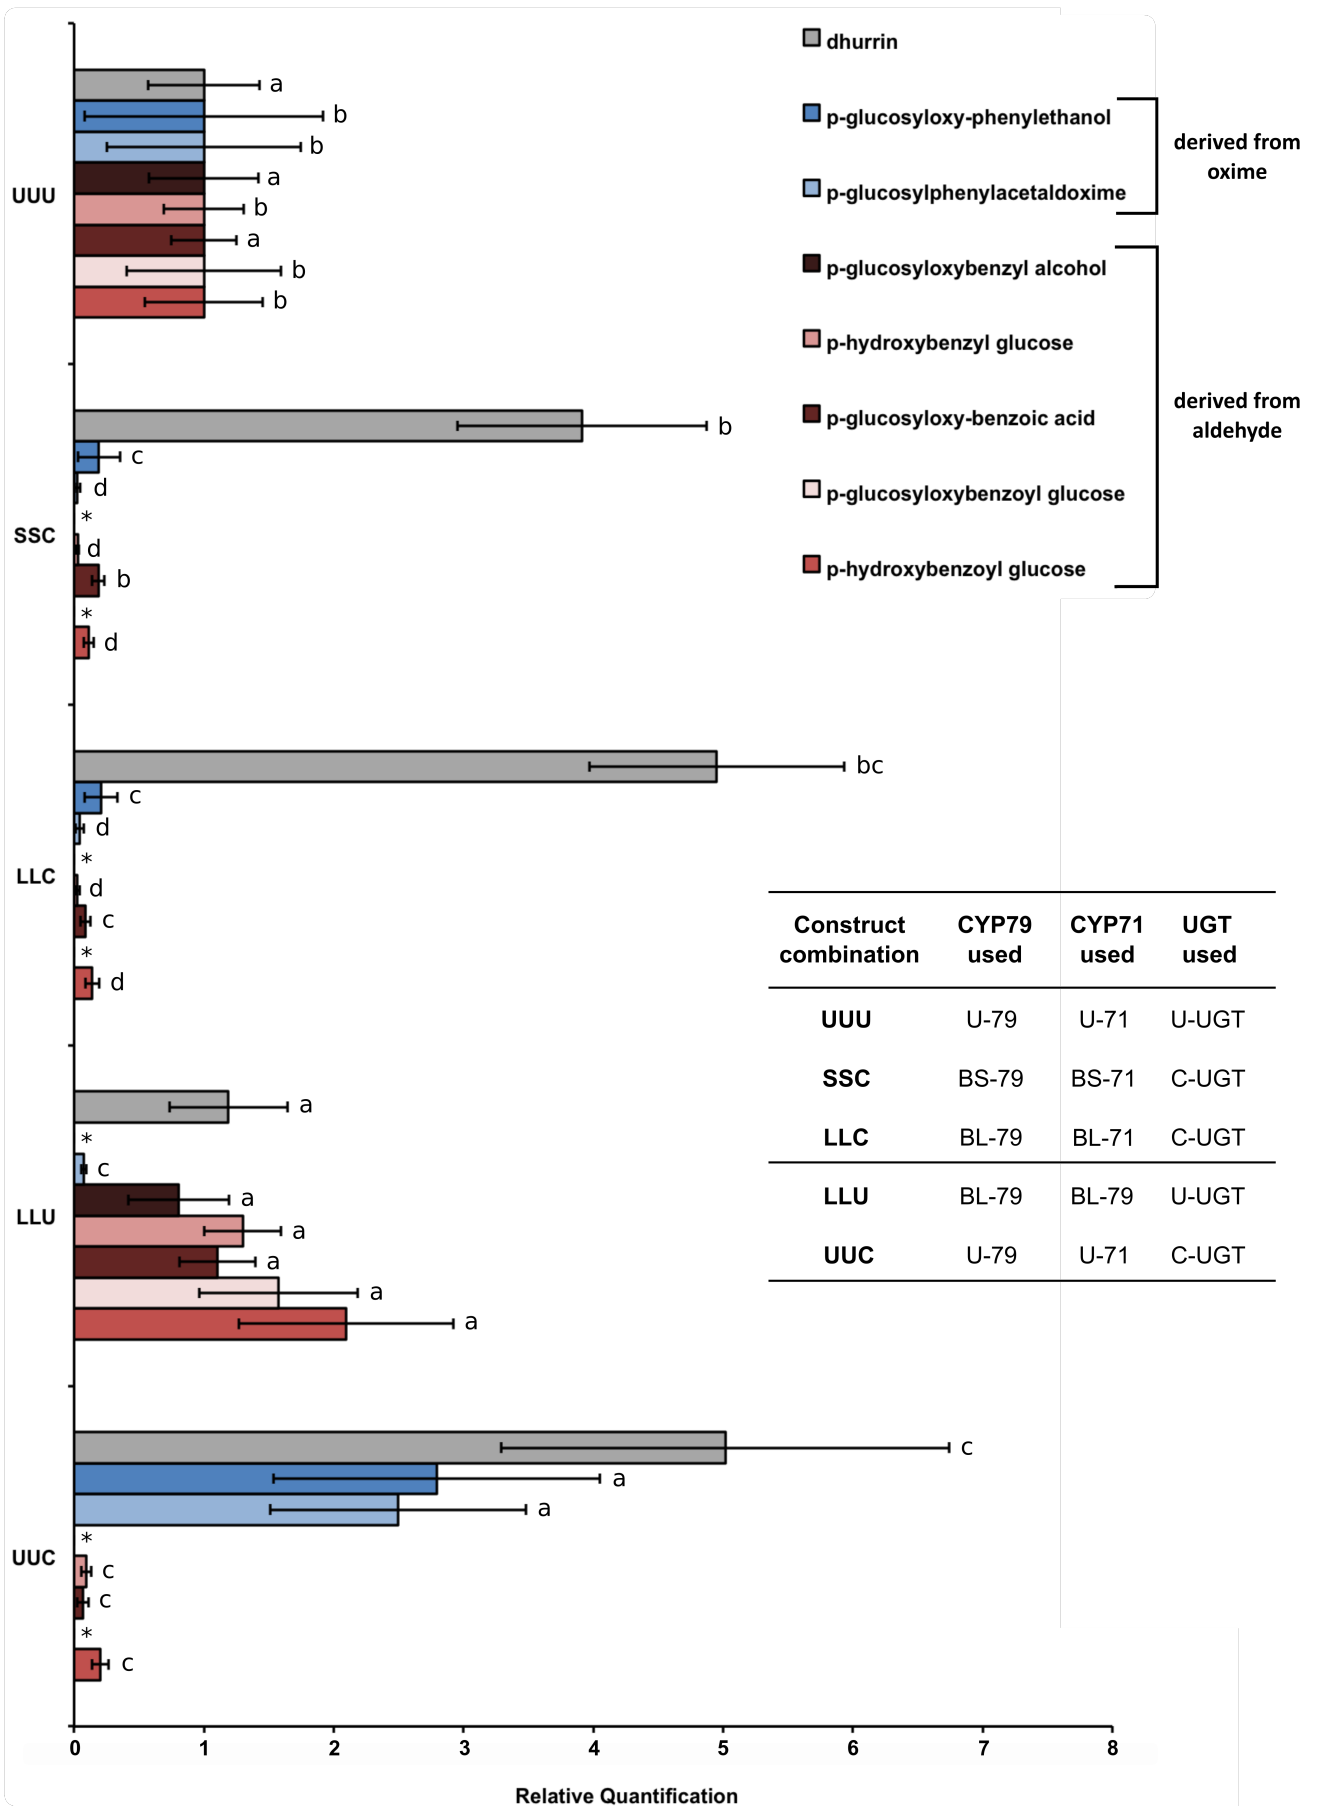 dhurrin
p-glucosyloxy-phenylethanol
p-glucosylphenylacetaldoxime
derived from
oxime
p-glucosyloxybenzyl alcohol
p-hydroxybenzyl glucose
p-glucosyloxy-benzoic acid
p-glucosyloxybenzoyl glucose
p-hydroxybenzoyl glucose
derived from
aldehyde
UUU
a
b
b
a
b
a
b
b
SSC
b
c
d
*
d
b
*
d
LLC
bc
c
d
*
d
c
*
d
LLU
a
*
c
a
a
a
a
a
UUC
c
a
a
*
c
c
*
c
Construct combination CYP79 used CYP71 used UGT used
UUU U-79 U-71 U-UGT
SSC BS-79 BS-71 C-UGT
LLC BL-79 BL-71 C-UGT
LLU BL-79 BL-79 U-UGT
UUC U-79 U-71 C-UGT
0 1 2 3 4 5 6 7 8
Relative Quantification